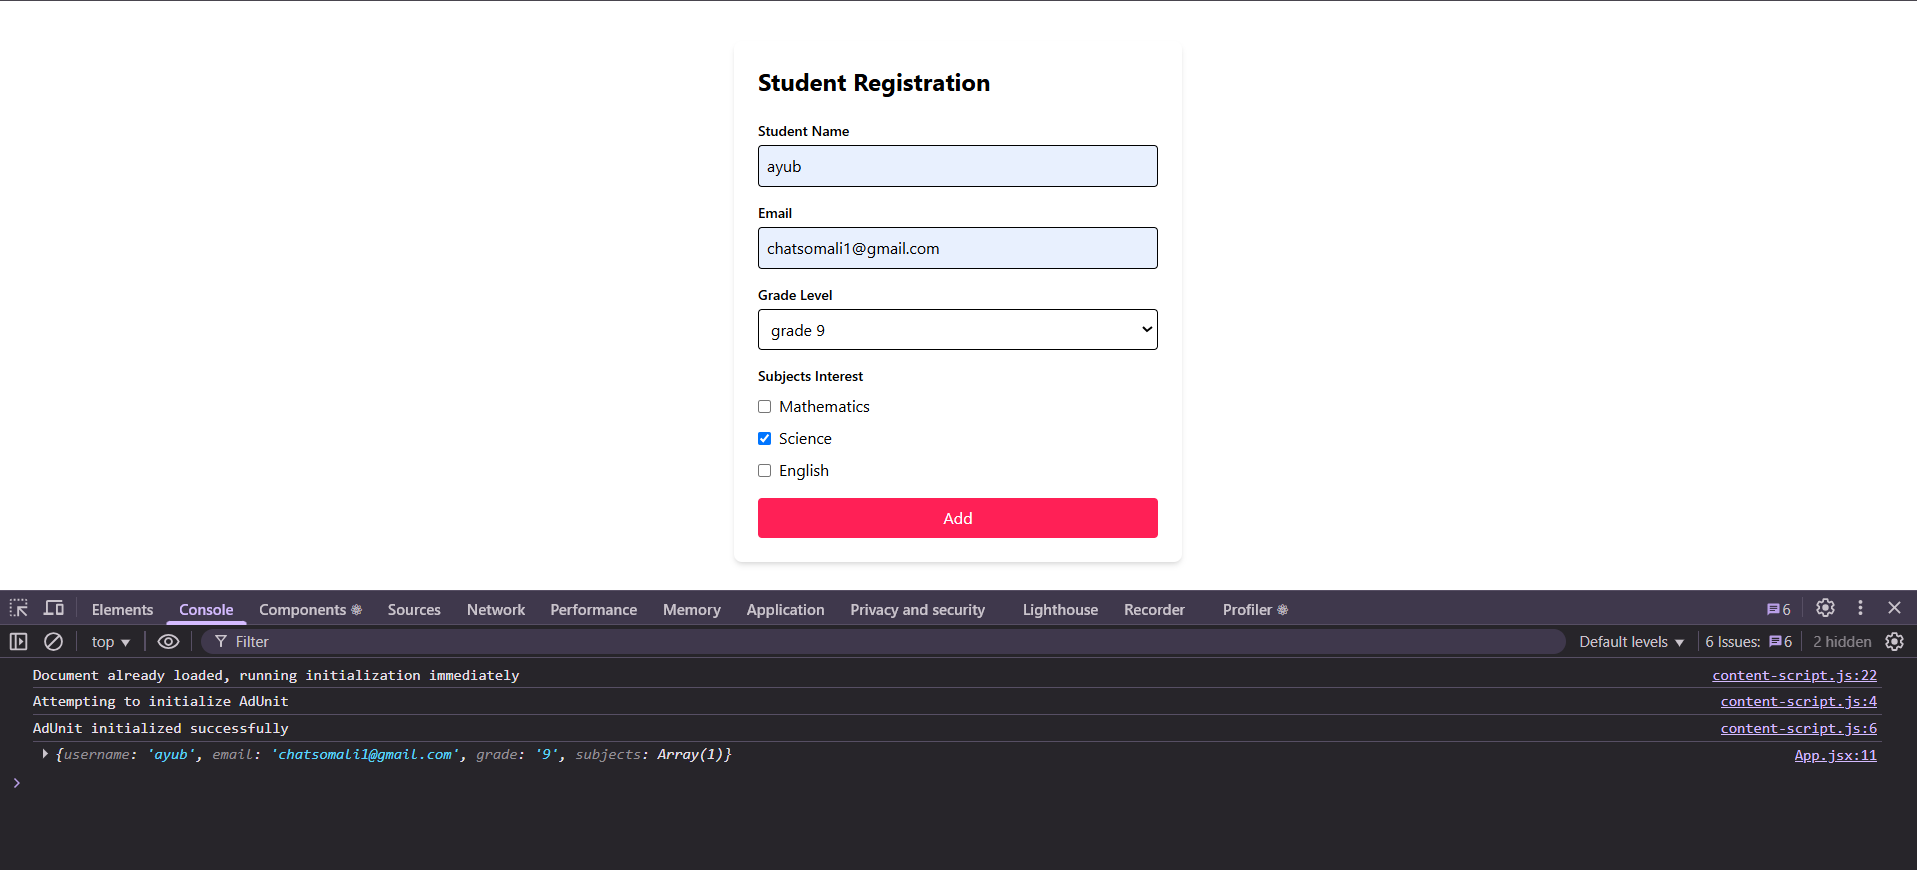 Student Registration
Student Name
ayub
Email
chatsomali1@gmail.com
Grade Level
grade 9
Subjects Interest
Mathematics
Science
English
Add
Elements Console Components Sources Network Performance Memory Application Privacy and security Lighthouse Recorder Profiler 6
top Filter Default levels 6 Issues: 6 2 hidden
Document already loaded, running initialization immediately content-script.js:22
Attempting to initialize AdUnit content-script.js:4
AdUnit initialized successfully content-script.js:6
{username: 'ayub', email: 'chatsomali1@gmail.com', grade: '9', subjects: Array(1)} App.jsx:11